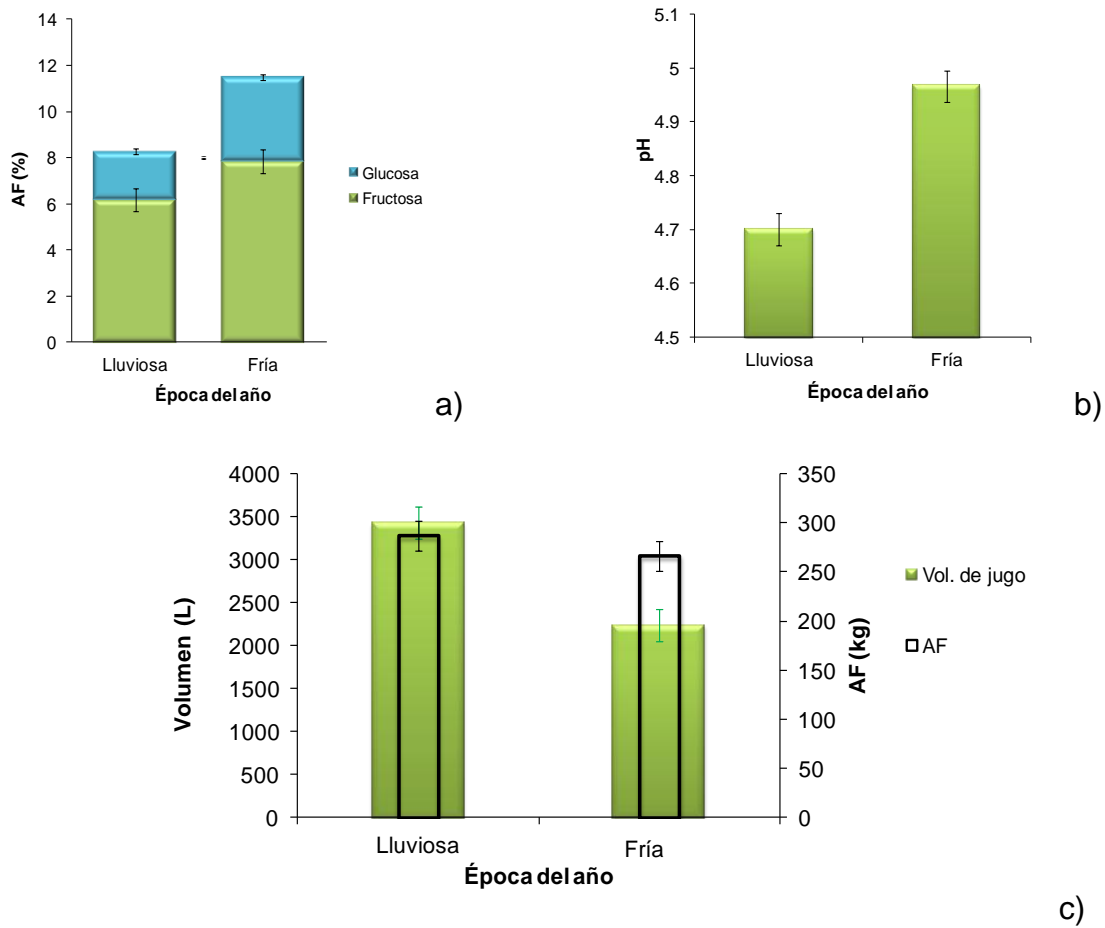 14
12
10
8
6
4
2
0
AF (%)
Lluviosa
Fría
Época del año
Glucosa
Fructosa
a)
5.1
5
4.9
4.8
4.7
4.6
4.5
pH
Lluviosa
Fría
Época del año
b)
4000
3500
3000
2500
2000
1500
1000
500
0
Volumen (L)
350
300
250
200
150
100
50
0
AF (kg)
Lluviosa
Fría
Época del año
Vol. de jugo
AF
c)